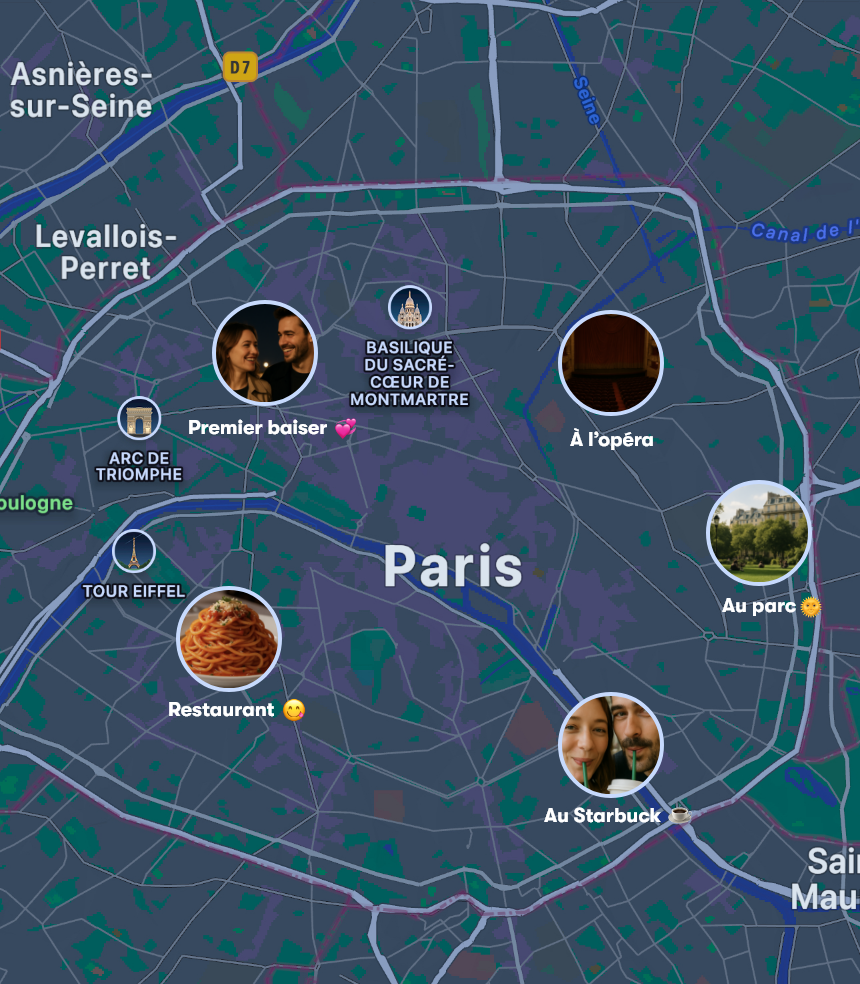 D7
Asnières-
sur-Seine
Seine
Levallois-
Perret
Canal de l'
BASILIQUE
DU SACRÉ-
CŒUR DE
MONTMARTRE
Premier baiser 💞
À l'opéra
ARC DE
TRIOMPHE
oulogne
Paris
TOUR EIFFEL
Au parc 🌞
Restaurant 😋
Au Starbuck ☕
Sai
Mau